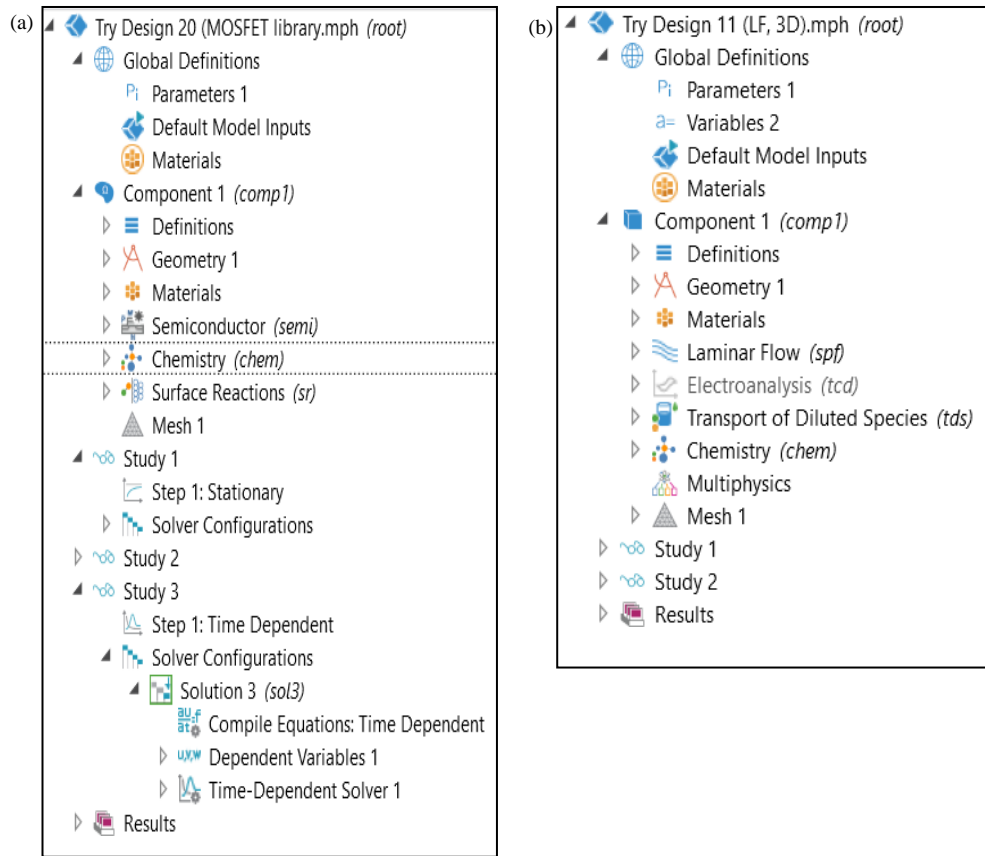 (a)
Try Design 20 (MOSFET library.mph (root)
Global Definitions
Pi Parameters 1
Default Model Inputs
Materials
Component 1 (comp1)
Definitions
Geometry 1
Materials
Semiconductor (semi)
Chemistry (chem)
Surface Reactions (sr)
Mesh 1
Study 1
Step 1: Stationary
Solver Configurations
Study 2
Study 3
Step 1: Time Dependent
Solver Configurations
Solution 3 (sol3)
Compile Equations: Time Dependent
u,v,w Dependent Variables 1
Time-Dependent Solver 1
Results
(b)
Try Design 11 (LF, 3D).mph (root)
Global Definitions
Pi Parameters 1
a= Variables 2
Default Model Inputs
Materials
Component 1 (comp1)
Definitions
Geometry 1
Materials
Laminar Flow (spf)
Electroanalysis (tcd)
Transport of Diluted Species (tds)
Chemistry (chem)
Multiphysics
Mesh 1
Study 1
Study 2
Results